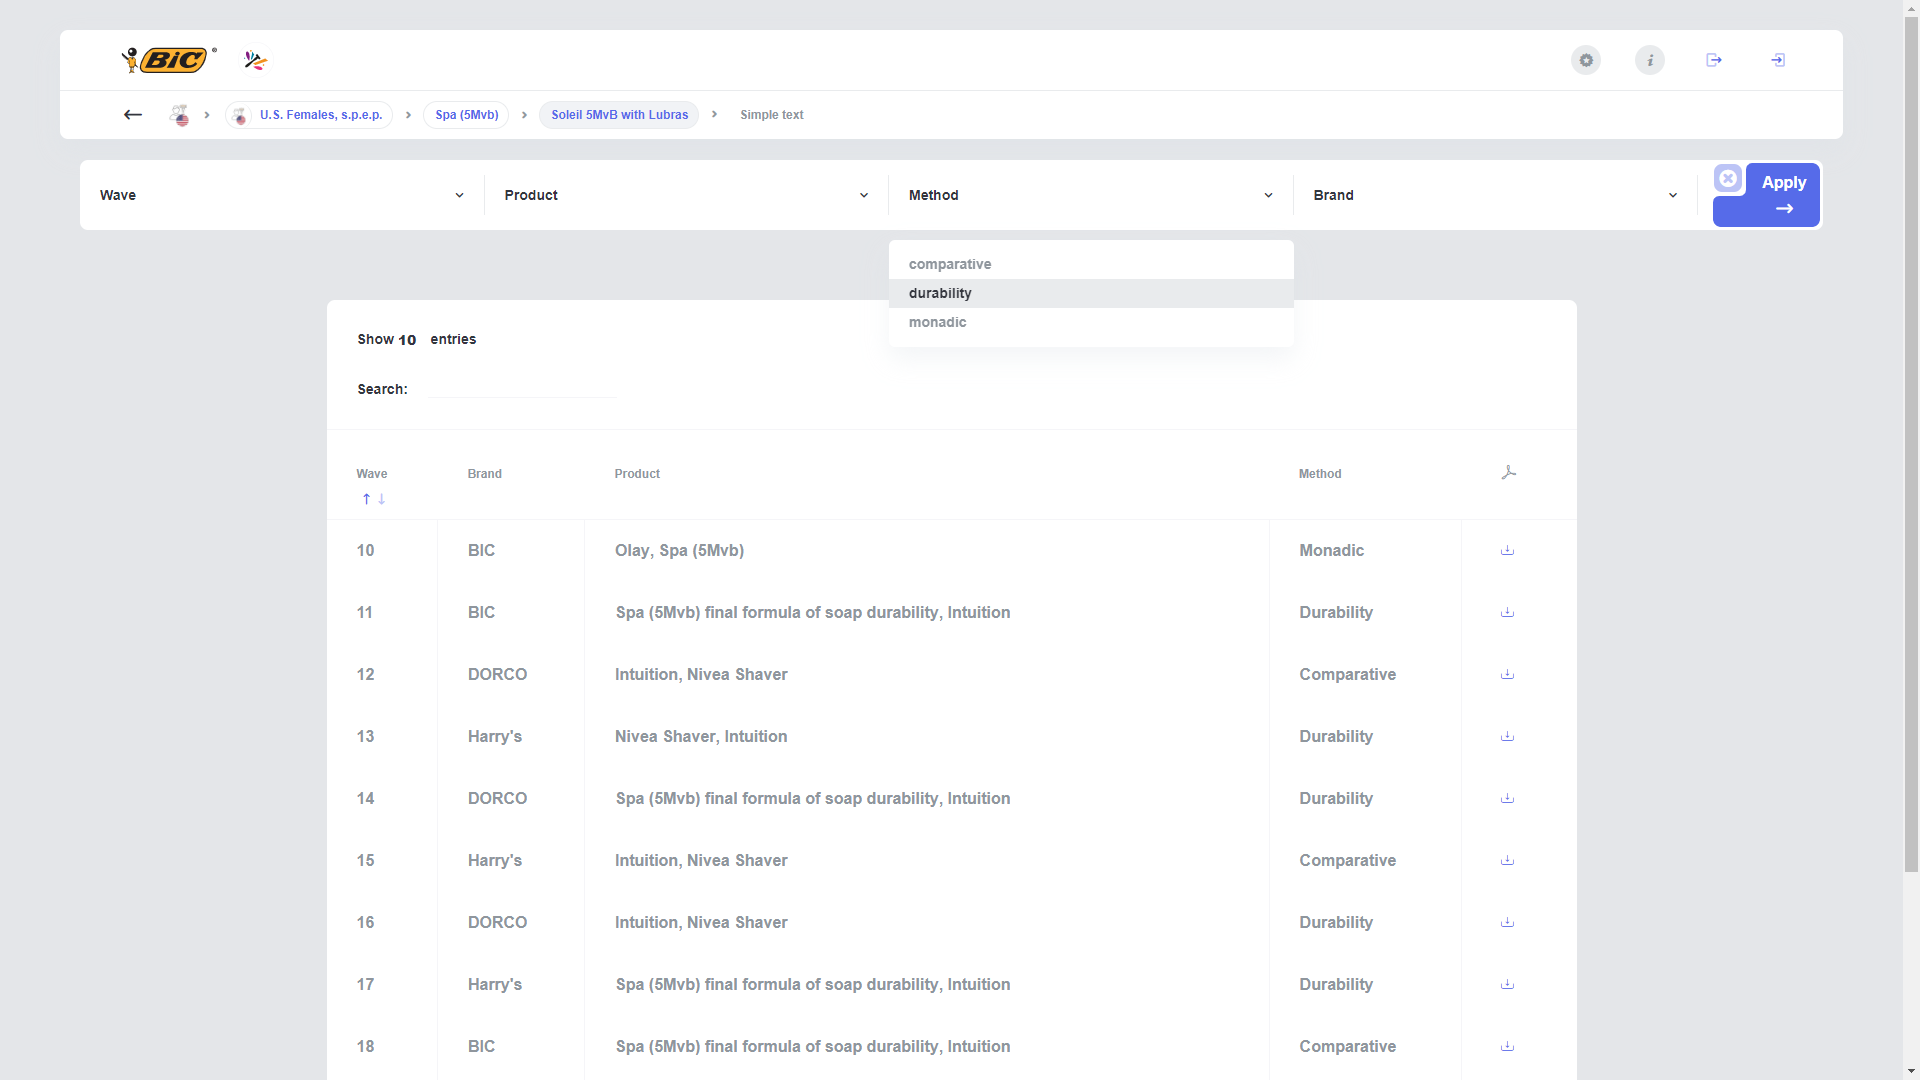 BiC
U.S. Females, s.p.e.p.
Spa (5Mvb)
Soleil 5MvB with Lubras
Simple text
Wave
Product
Method
Brand
Apply
comparative
durability
monadic
Show 10 entries
Search:
Wave Brand Product Method
10 BIC Olay, Spa (5Mvb) Monadic
11 BIC Spa (5Mvb) final formula of soap durability, Intuition Durability
12 DORCO Intuition, Nivea Shaver Comparative
13 Harry's Nivea Shaver, Intuition Durability
14 DORCO Spa (5Mvb) final formula of soap durability, Intuition Durability
15 Harry's Intuition, Nivea Shaver Comparative
16 DORCO Intuition, Nivea Shaver Durability
17 Harry's Spa (5Mvb) final formula of soap durability, Intuition Durability
18 BIC Spa (5Mvb) final formula of soap durability, Intuition Comparative